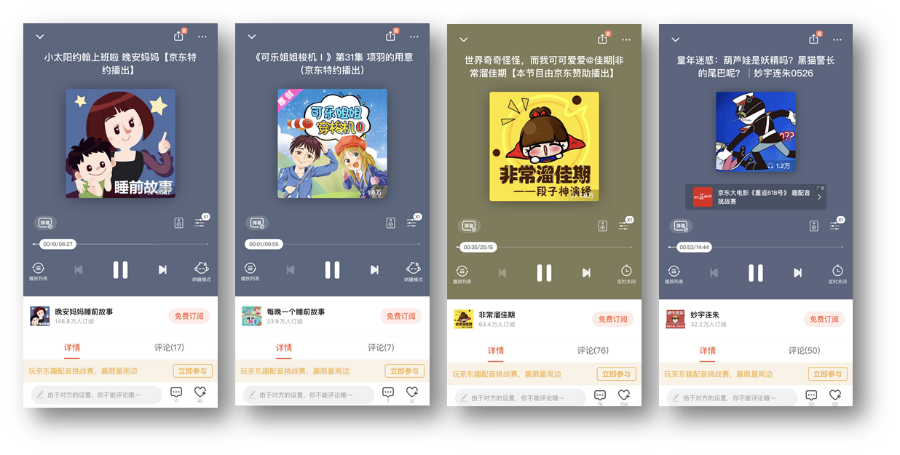 小太阳约翰上班啦 晚安妈妈【京东特
约播出】
睡前故事
弹幕
00:19/06:27
播放列表
哄睡模式
晚安妈妈睡前故事
148.8万人订阅
免费订阅
详情
评论(17)
玩京东趣配音挑战赛，赢限量周边
立即参与
由于对方的设置，你不能评论哦~
《可乐姐姐梭机Ⅰ》第31集 项羽的用意
（京东特约播出）
可乐姐姐
穿梭机
弹幕
00:01/09:55
播放列表
哄睡模式
每晚一个睡前故事
23.9万人订阅
免费订阅
详情
评论(7)
玩京东趣配音挑战赛，赢限量周边
立即参与
由于对方的设置，你不能评论哦~
世界奇奇怪怪，而我可可爱爱@佳期|非
常溜佳期【本节目由京东赞助播出】
非常溜佳期
——段子神演绎
弹幕
00:35/25:15
播放列表
定时关闭
非常溜佳期
63.4万人订阅
免费订阅
详情
评论(76)
玩京东趣配音挑战赛，赢限量周边
立即参与
由于对方的设置，你不能评论哦~
童年迷惑：葫芦娃是妖精吗？黑猫警长
的尾巴呢？｜妙宇连朱0526
1.2万
京东大电影《重返618号》 趣配音
挑战赛
弹幕
00:53/14:44
播放列表
定时关闭
妙宇连朱
32.2万人订阅
免费订阅
详情
评论(50)
玩京东趣配音挑战赛，赢限量周边
立即参与
由于对方的设置，你不能评论哦~